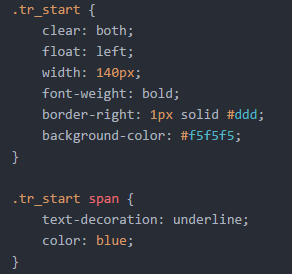 .tr_start {
    clear: both;
    float: left;
    width: 140px;
    font-weight: bold;
    border-right: 1px solid #ddd;
    background-color: #f5f5f5;
}

.tr_start span {
    text-decoration: underline;
    color: blue;
}